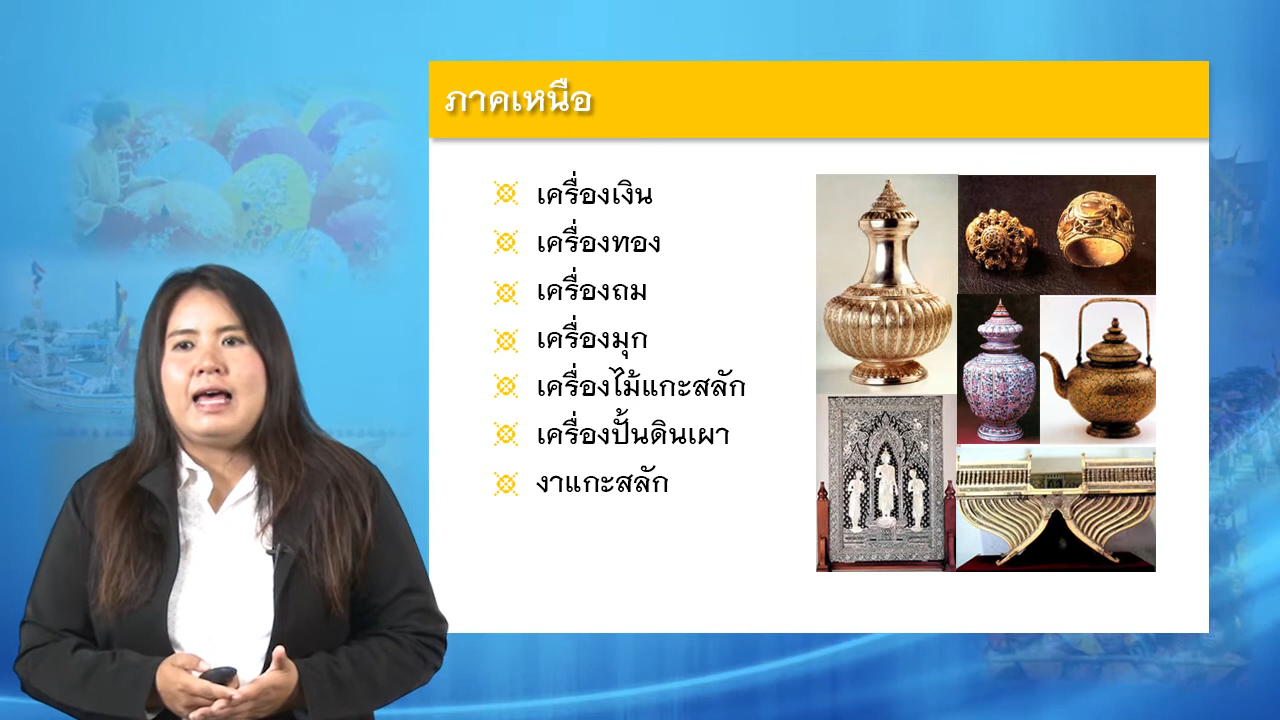 ภาคเหนือ
เครื่องเงิน
เครื่องทอง
เครื่องถม
เครื่องมุก
เครื่องไม้แกะสลัก
เครื่องปั้นดินเผา
งาแกะสลัก